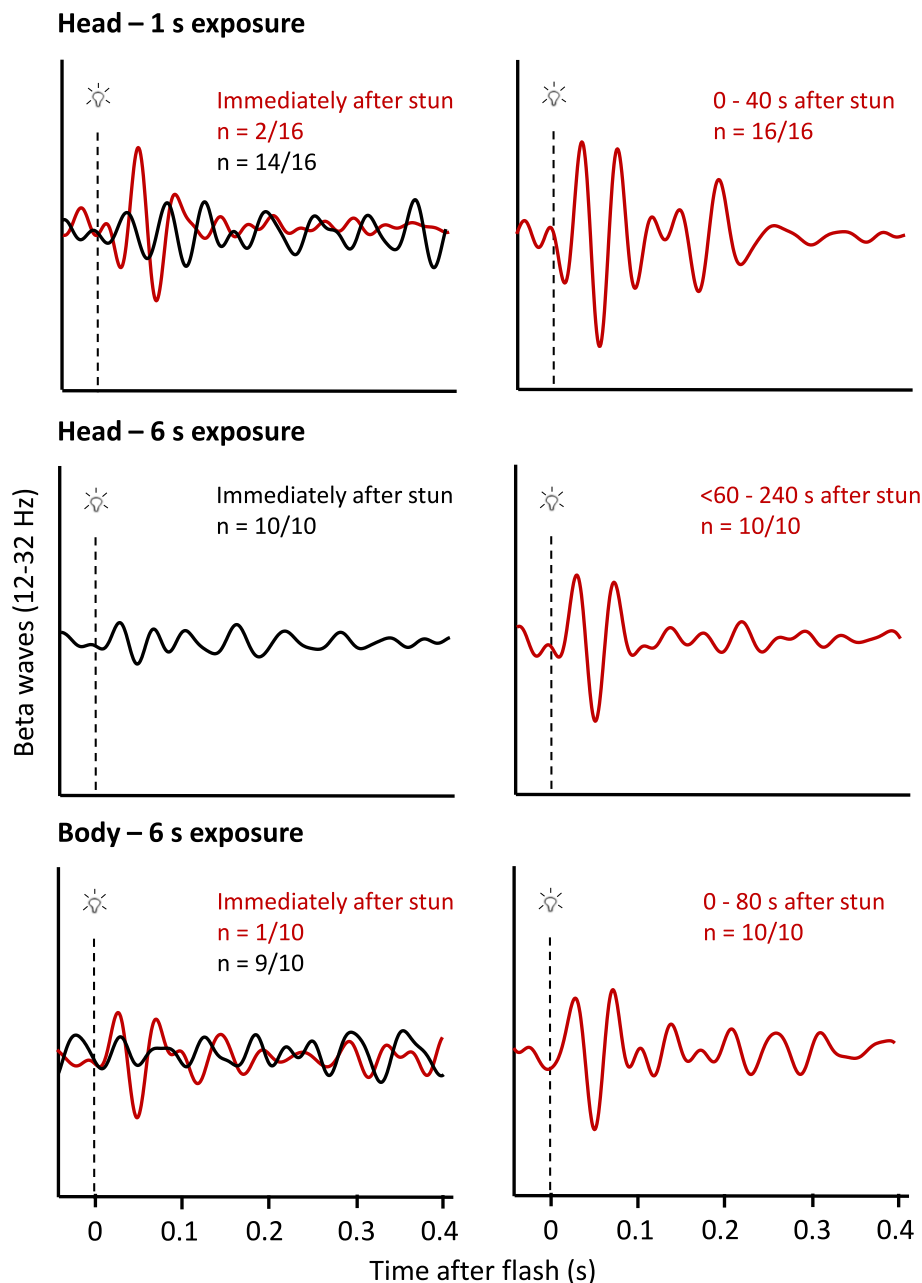 Head – 1 s exposure
Immediately after stun
n = 2/16
n = 14/16
0 - 40 s after stun
n = 16/16
Head – 6 s exposure
Immediately after stun
n = 10/10
<60 - 240 s after stun
n = 10/10
Beta waves (12-32 Hz)
Body – 6 s exposure
Immediately after stun
n = 1/10
n = 9/10
0 - 80 s after stun
n = 10/10
0 0.1 0.2 0.3 0.4
0 0.1 0.2 0.3 0.4
Time after flash (s)